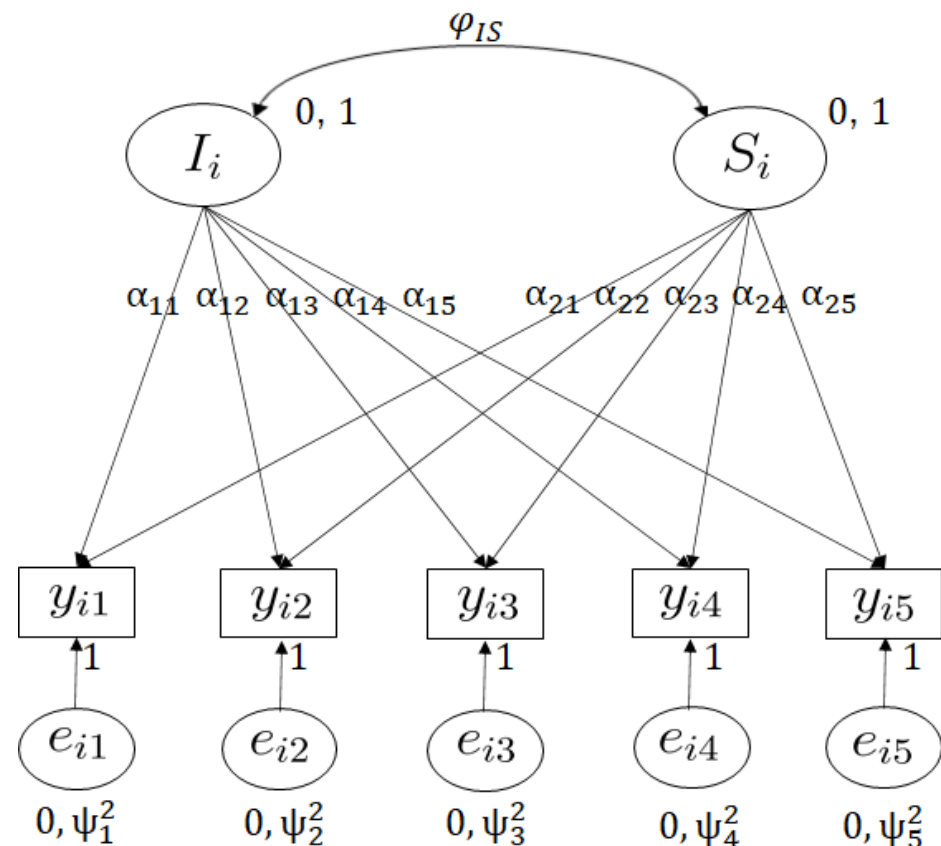 φ_IS
0, 1 0, 1
I_i S_i
α₁₁ α₁₂ α₁₃ α₁₄ α₁₅ α₂₁ α₂₂ α₂₃ α₂₄ α₂₅
y_i1 y_i2 y_i3 y_i4 y_i5
1 1 1 1 1
e_i1 e_i2 e_i3 e_i4 e_i5
0, ψ₁² 0, ψ₂² 0, ψ₃² 0, ψ₄² 0, ψ₅²